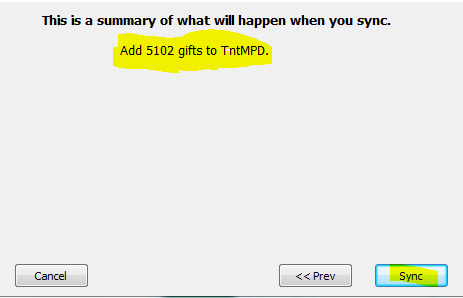 This is a summary of what will happen when you sync.
Add 5102 gifts to TntMPD.
Cancel
<< Prev
Sync